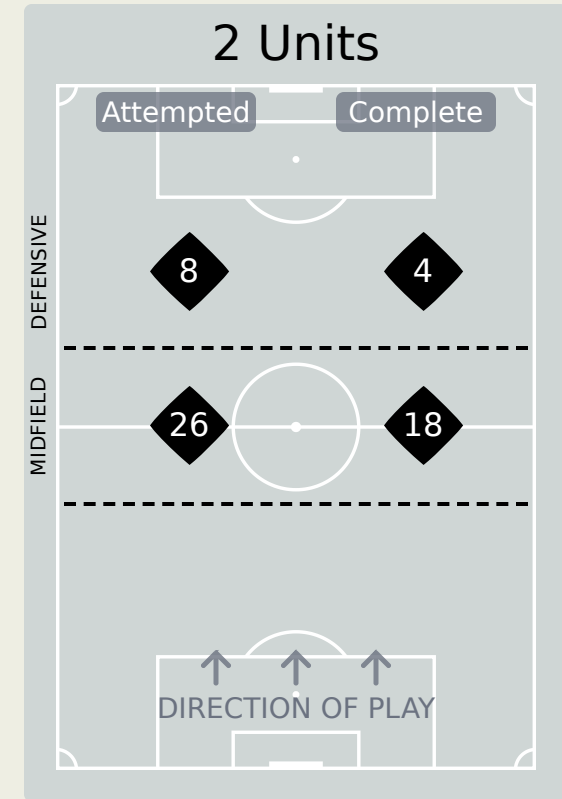 2 Units
Attempted
Complete
DEFENSIVE
8
4
MIDFIELD
26
18
DIRECTION OF PLAY